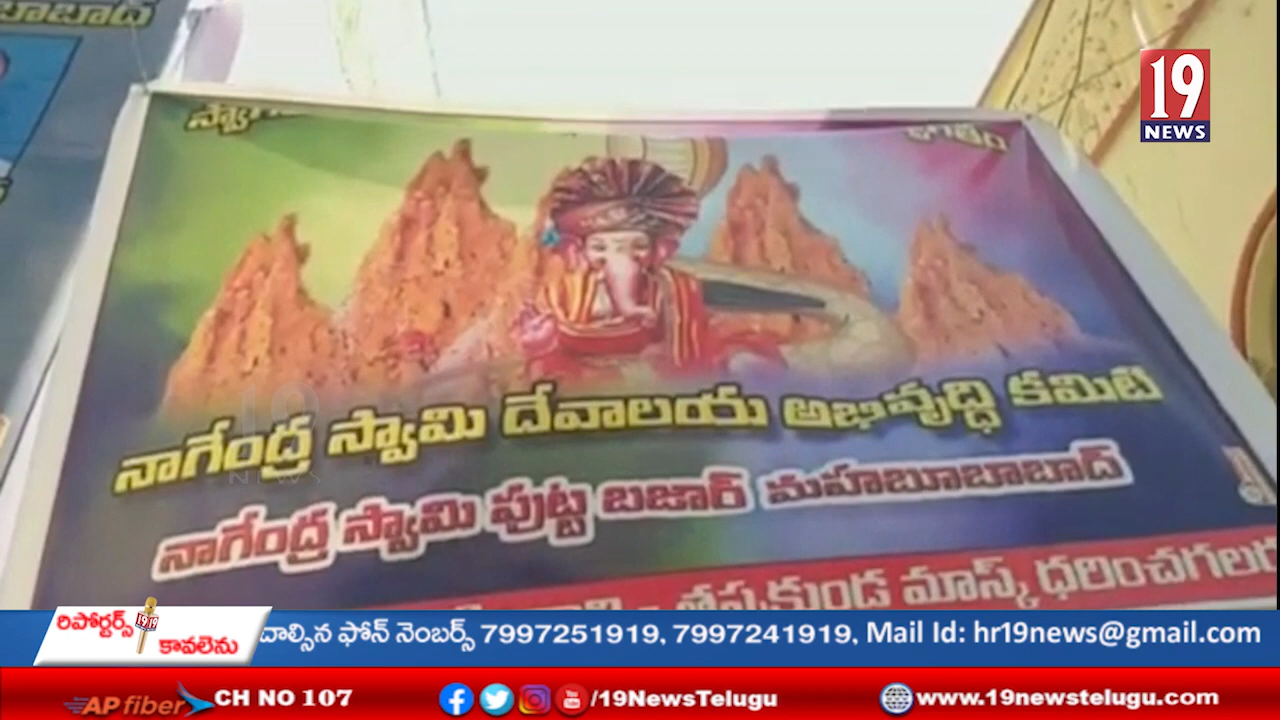 బాబాద్
19
NEWS
నాగేంద్ర స్వామి దేవాలయ అభివృద్ధి కమిటి
నాగేంద్ర స్వామి పుట్ట బజార్ మహబూబాబాద్
మాస్క్ ధరించగలరు
రిపోర్టర్స్ 19
కావలెను
దాల్సిన ఫోన్ నెంబర్స్ 7997251919, 7997241919, Mail Id: hr19news@gmail.com
AP fiber CH NO 107 /19NewsTelugu www.19newstelugu.com